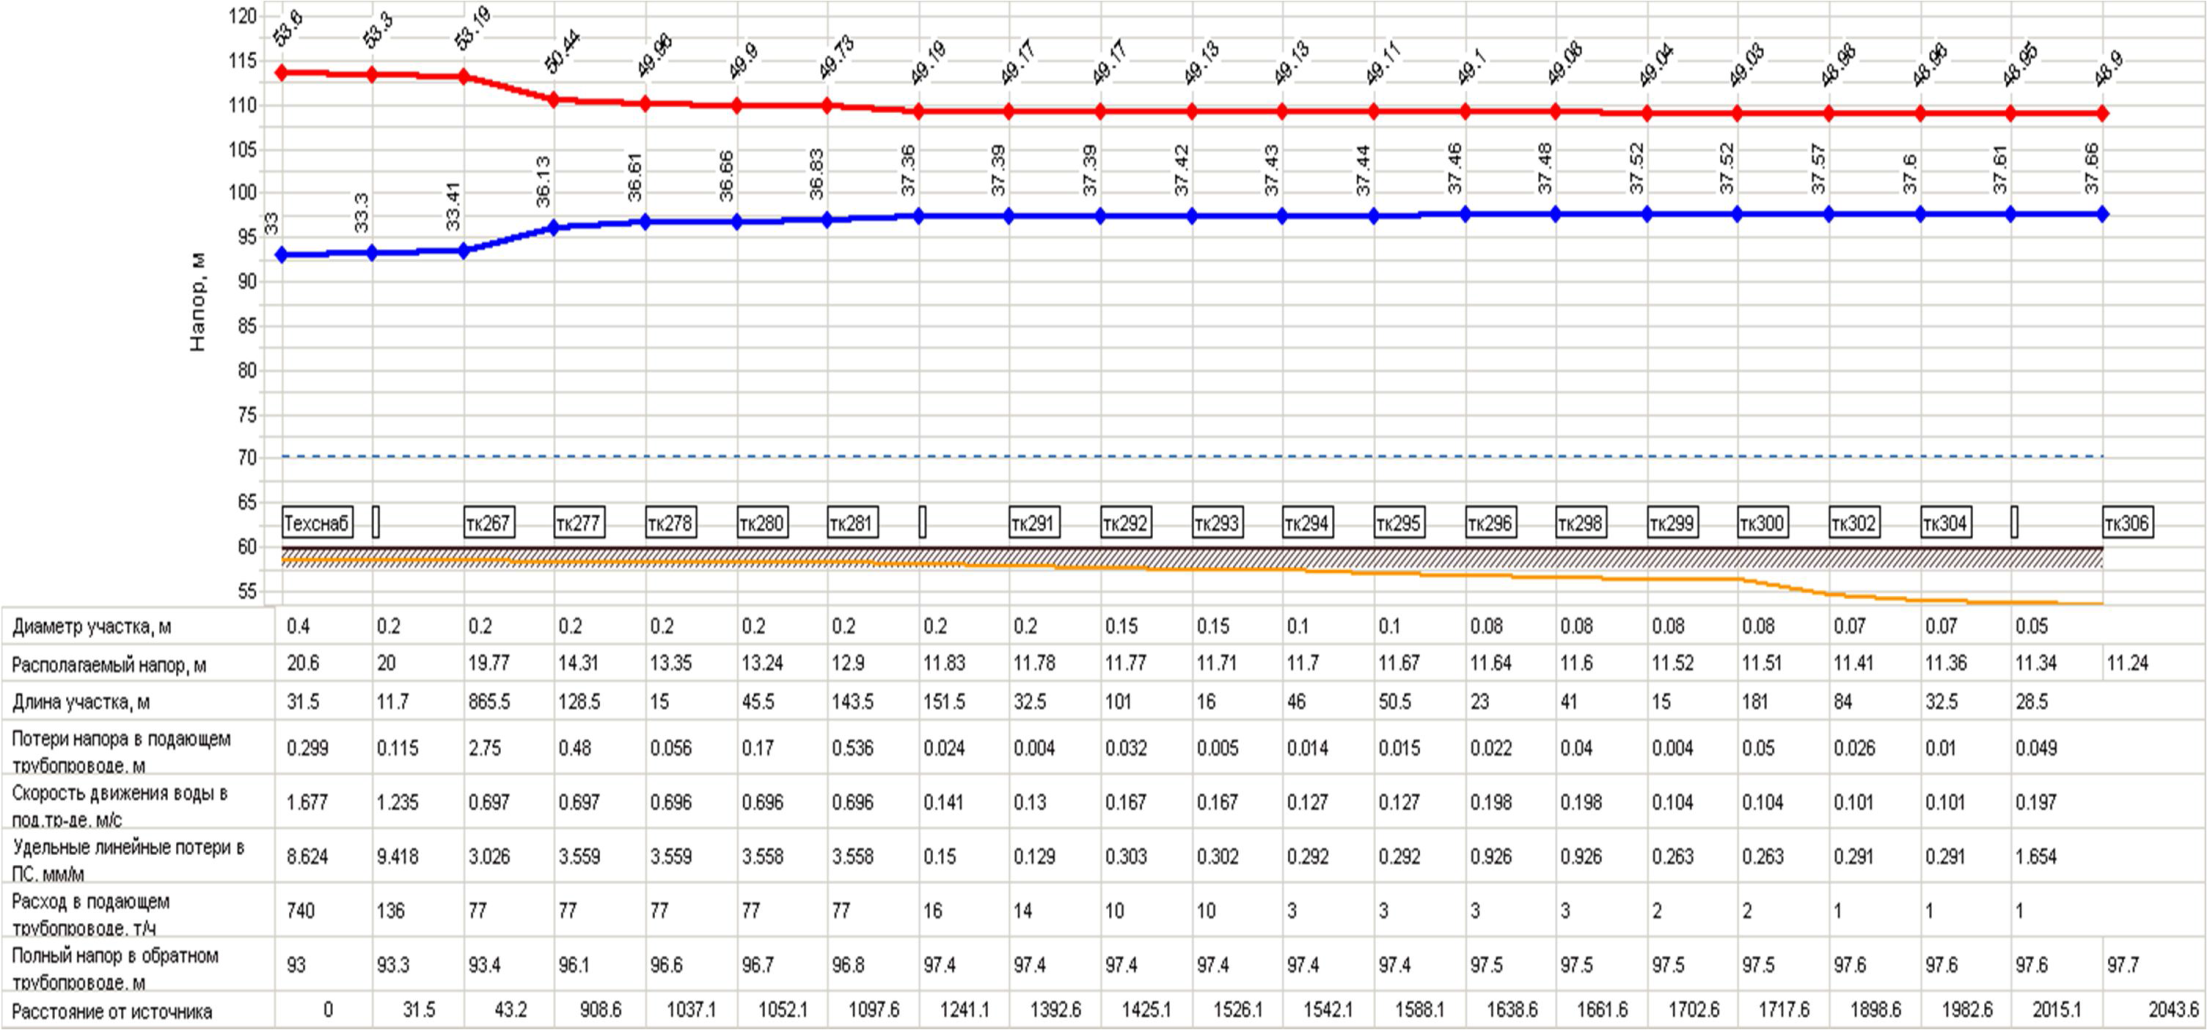 120
115
110
105
100
95
90
85
80
75
70
65
60
55
Напор, м
53.6 53.3 53.19 50.44 49.96 49.9 49.73 49.19 49.17 49.17 49.13 49.13 49.11 49.1 49.08 49.04 49.03 48.98 48.96 48.95 48.9
33 33.3 33.41 36.13 36.61 36.66 36.83 37.36 37.39 37.39 37.42 37.43 37.44 37.46 37.48 37.52 37.52 37.57 37.6 37.61 37.66
Техснаб тк267 тк277 тк278 тк280 тк281 тк291 тк292 тк293 тк294 тк295 тк296 тк298 тк299 тк300 тк302 тк304 тк306
Диаметр участка, м 0.4 0.2 0.2 0.2 0.2 0.2 0.2 0.2 0.2 0.15 0.15 0.1 0.1 0.08 0.08 0.08 0.08 0.07 0.07 0.05
Располагаемый напор, м 20.6 20 19.77 14.31 13.35 13.24 12.9 11.83 11.78 11.77 11.71 11.7 11.67 11.64 11.6 11.52 11.51 11.41 11.36 11.34 11.24
Длина участка, м 31.5 11.7 865.5 128.5 15 45.5 143.5 151.5 32.5 101 16 46 50.5 23 41 15 181 84 32.5 28.5
Потери напора в подающем
трубопроводе, м 0.299 0.115 2.75 0.48 0.056 0.17 0.536 0.024 0.004 0.032 0.005 0.014 0.015 0.022 0.04 0.004 0.05 0.026 0.01 0.049
Скорость движения воды в
под.тр-де, м/с 1.677 1.235 0.697 0.697 0.696 0.696 0.696 0.141 0.13 0.167 0.167 0.127 0.127 0.198 0.198 0.104 0.104 0.101 0.101 0.197
Удельные линейные потери в
ПС, мм/м 8.624 9.418 3.026 3.559 3.559 3.558 3.558 0.15 0.129 0.303 0.302 0.292 0.292 0.926 0.926 0.263 0.263 0.291 0.291 1.654
Расход в подающем
трубопроводе, т/ч 740 136 77 77 77 77 77 16 14 10 10 3 3 3 3 2 2 1 1 1
Полный напор в обратном
трубопроводе, м 93 93.3 93.4 96.1 96.6 96.7 96.8 97.4 97.4 97.4 97.4 97.4 97.4 97.5 97.5 97.5 97.5 97.6 97.6 97.6 97.7
Расстояние от источника 0 31.5 43.2 908.6 1037.1 1052.1 1097.6 1241.1 1392.6 1425.1 1526.1 1542.1 1588.1 1638.6 1661.6 1702.6 1717.6 1898.6 1982.6 2015.1 2043.6